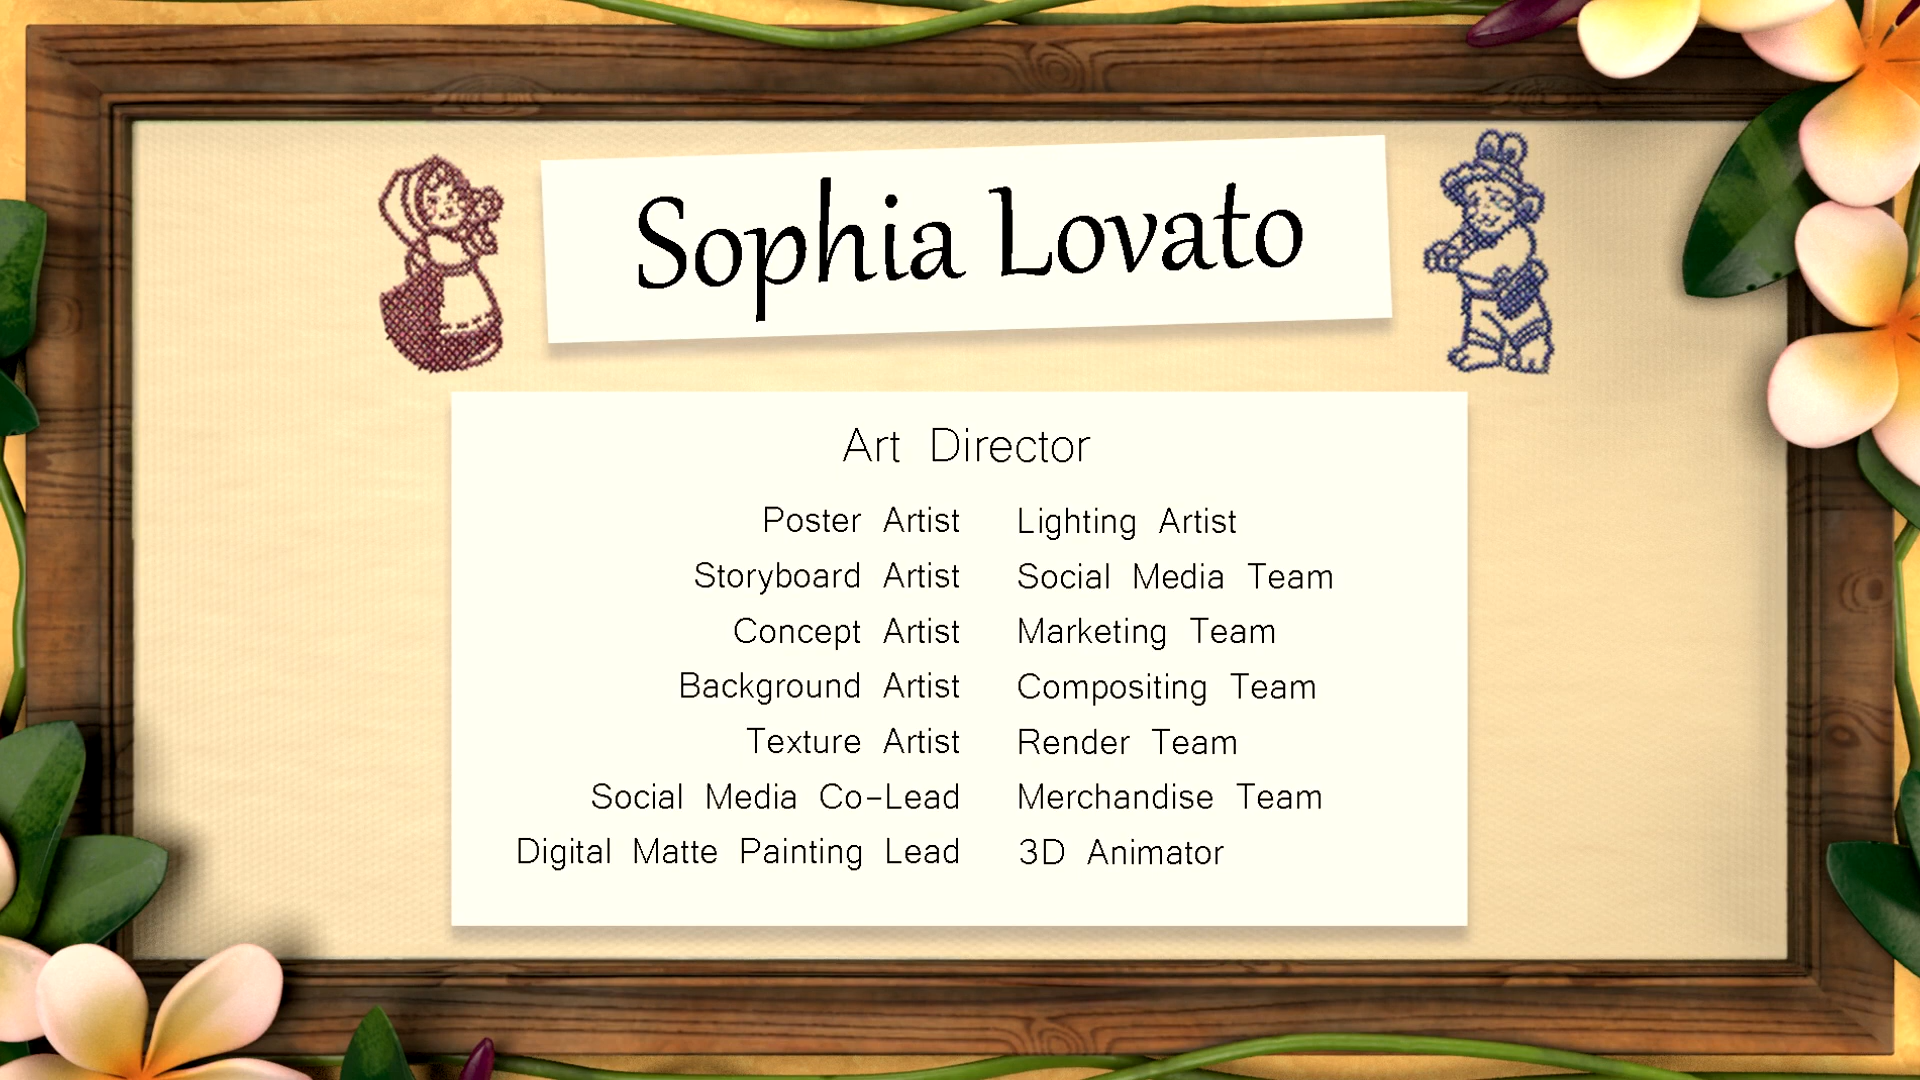 Sophia Lovato
Art Director
Poster Artist
Storyboard Artist
Concept Artist
Background Artist
Texture Artist
Social Media Co-Lead
Digital Matte Painting Lead
Lighting Artist
Social Media Team
Marketing Team
Compositing Team
Render Team
Merchandise Team
3D Animator